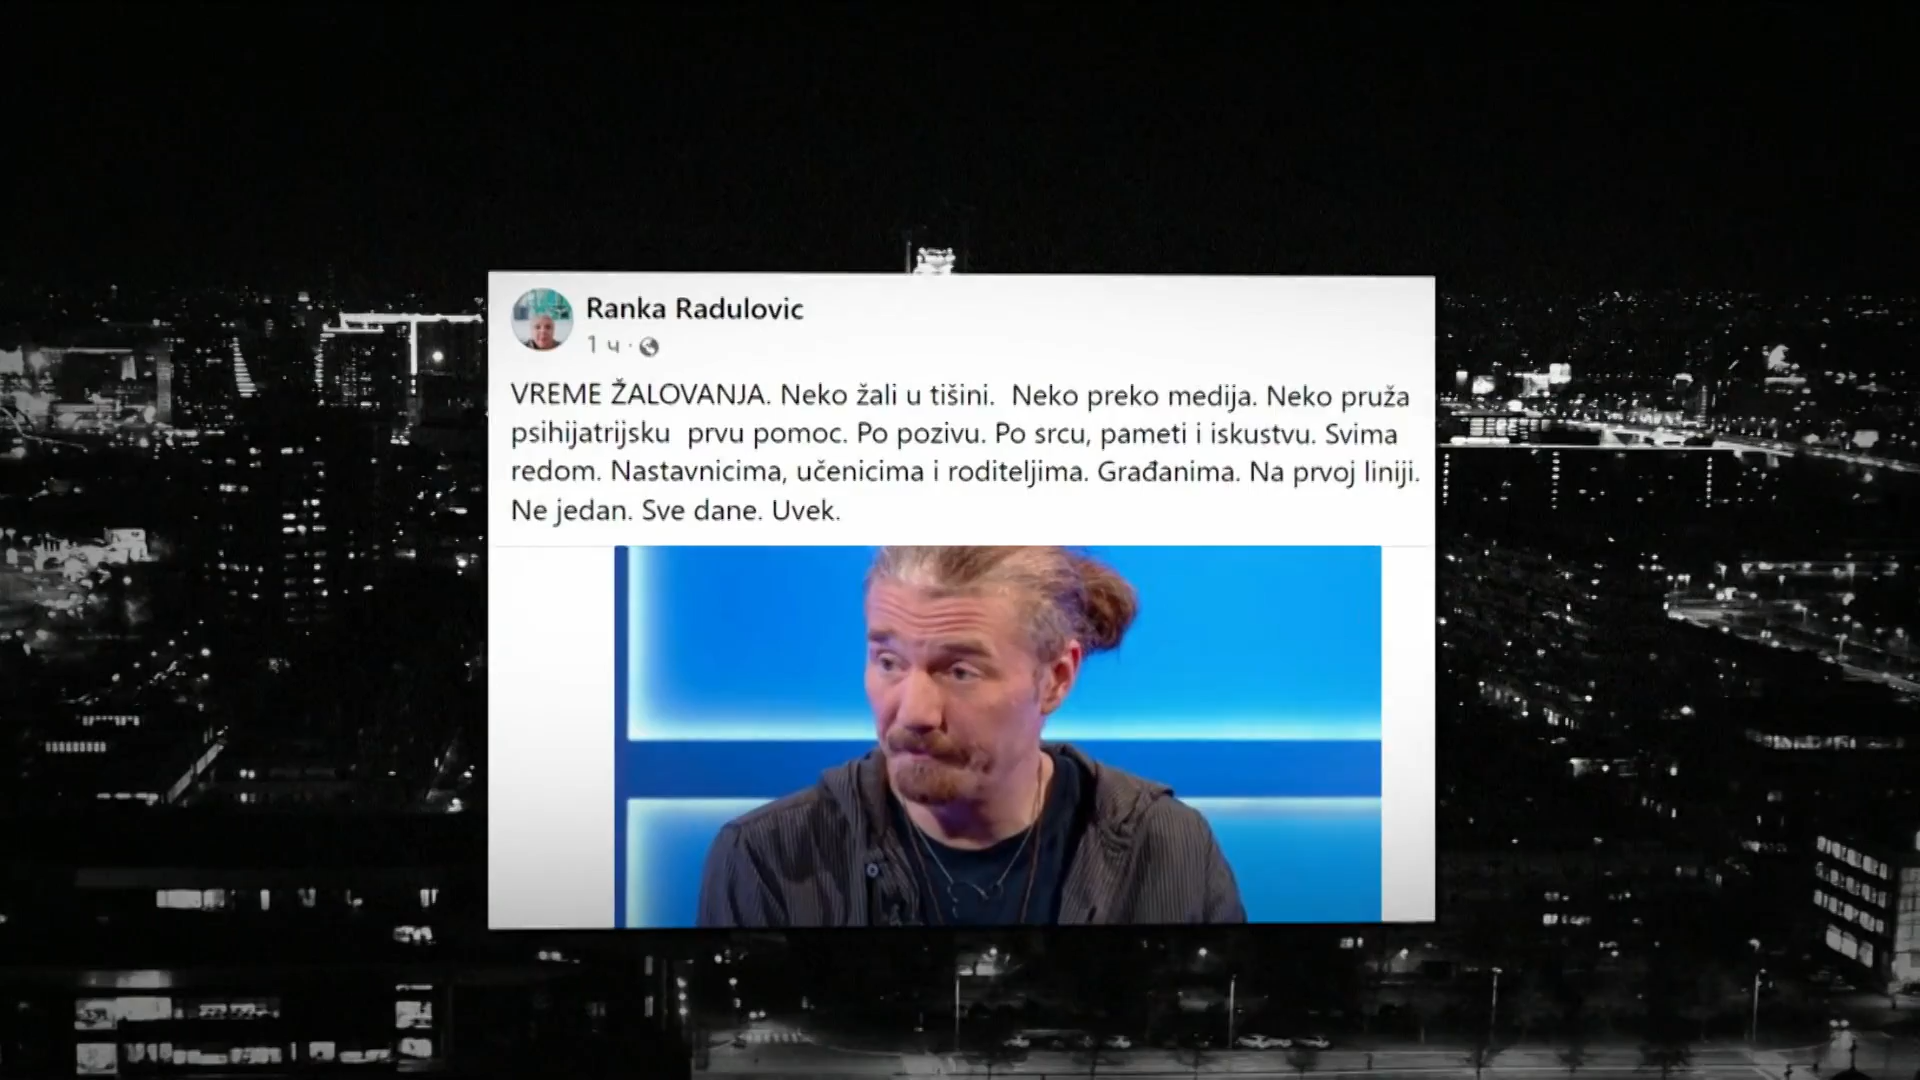 Ranka Radulovic
1 ч ·
VREME ŽALOVANJA. Neko žali u tišini.  Neko preko medija. Neko pruža
psihijatrijsku  prvu pomoc. Po pozivu. Po srcu, pameti i iskustvu. Svima
redom. Nastavnicima, učenicima i roditeljima. Građanima. Na prvoj liniji.
Ne jedan. Sve dane. Uvek.